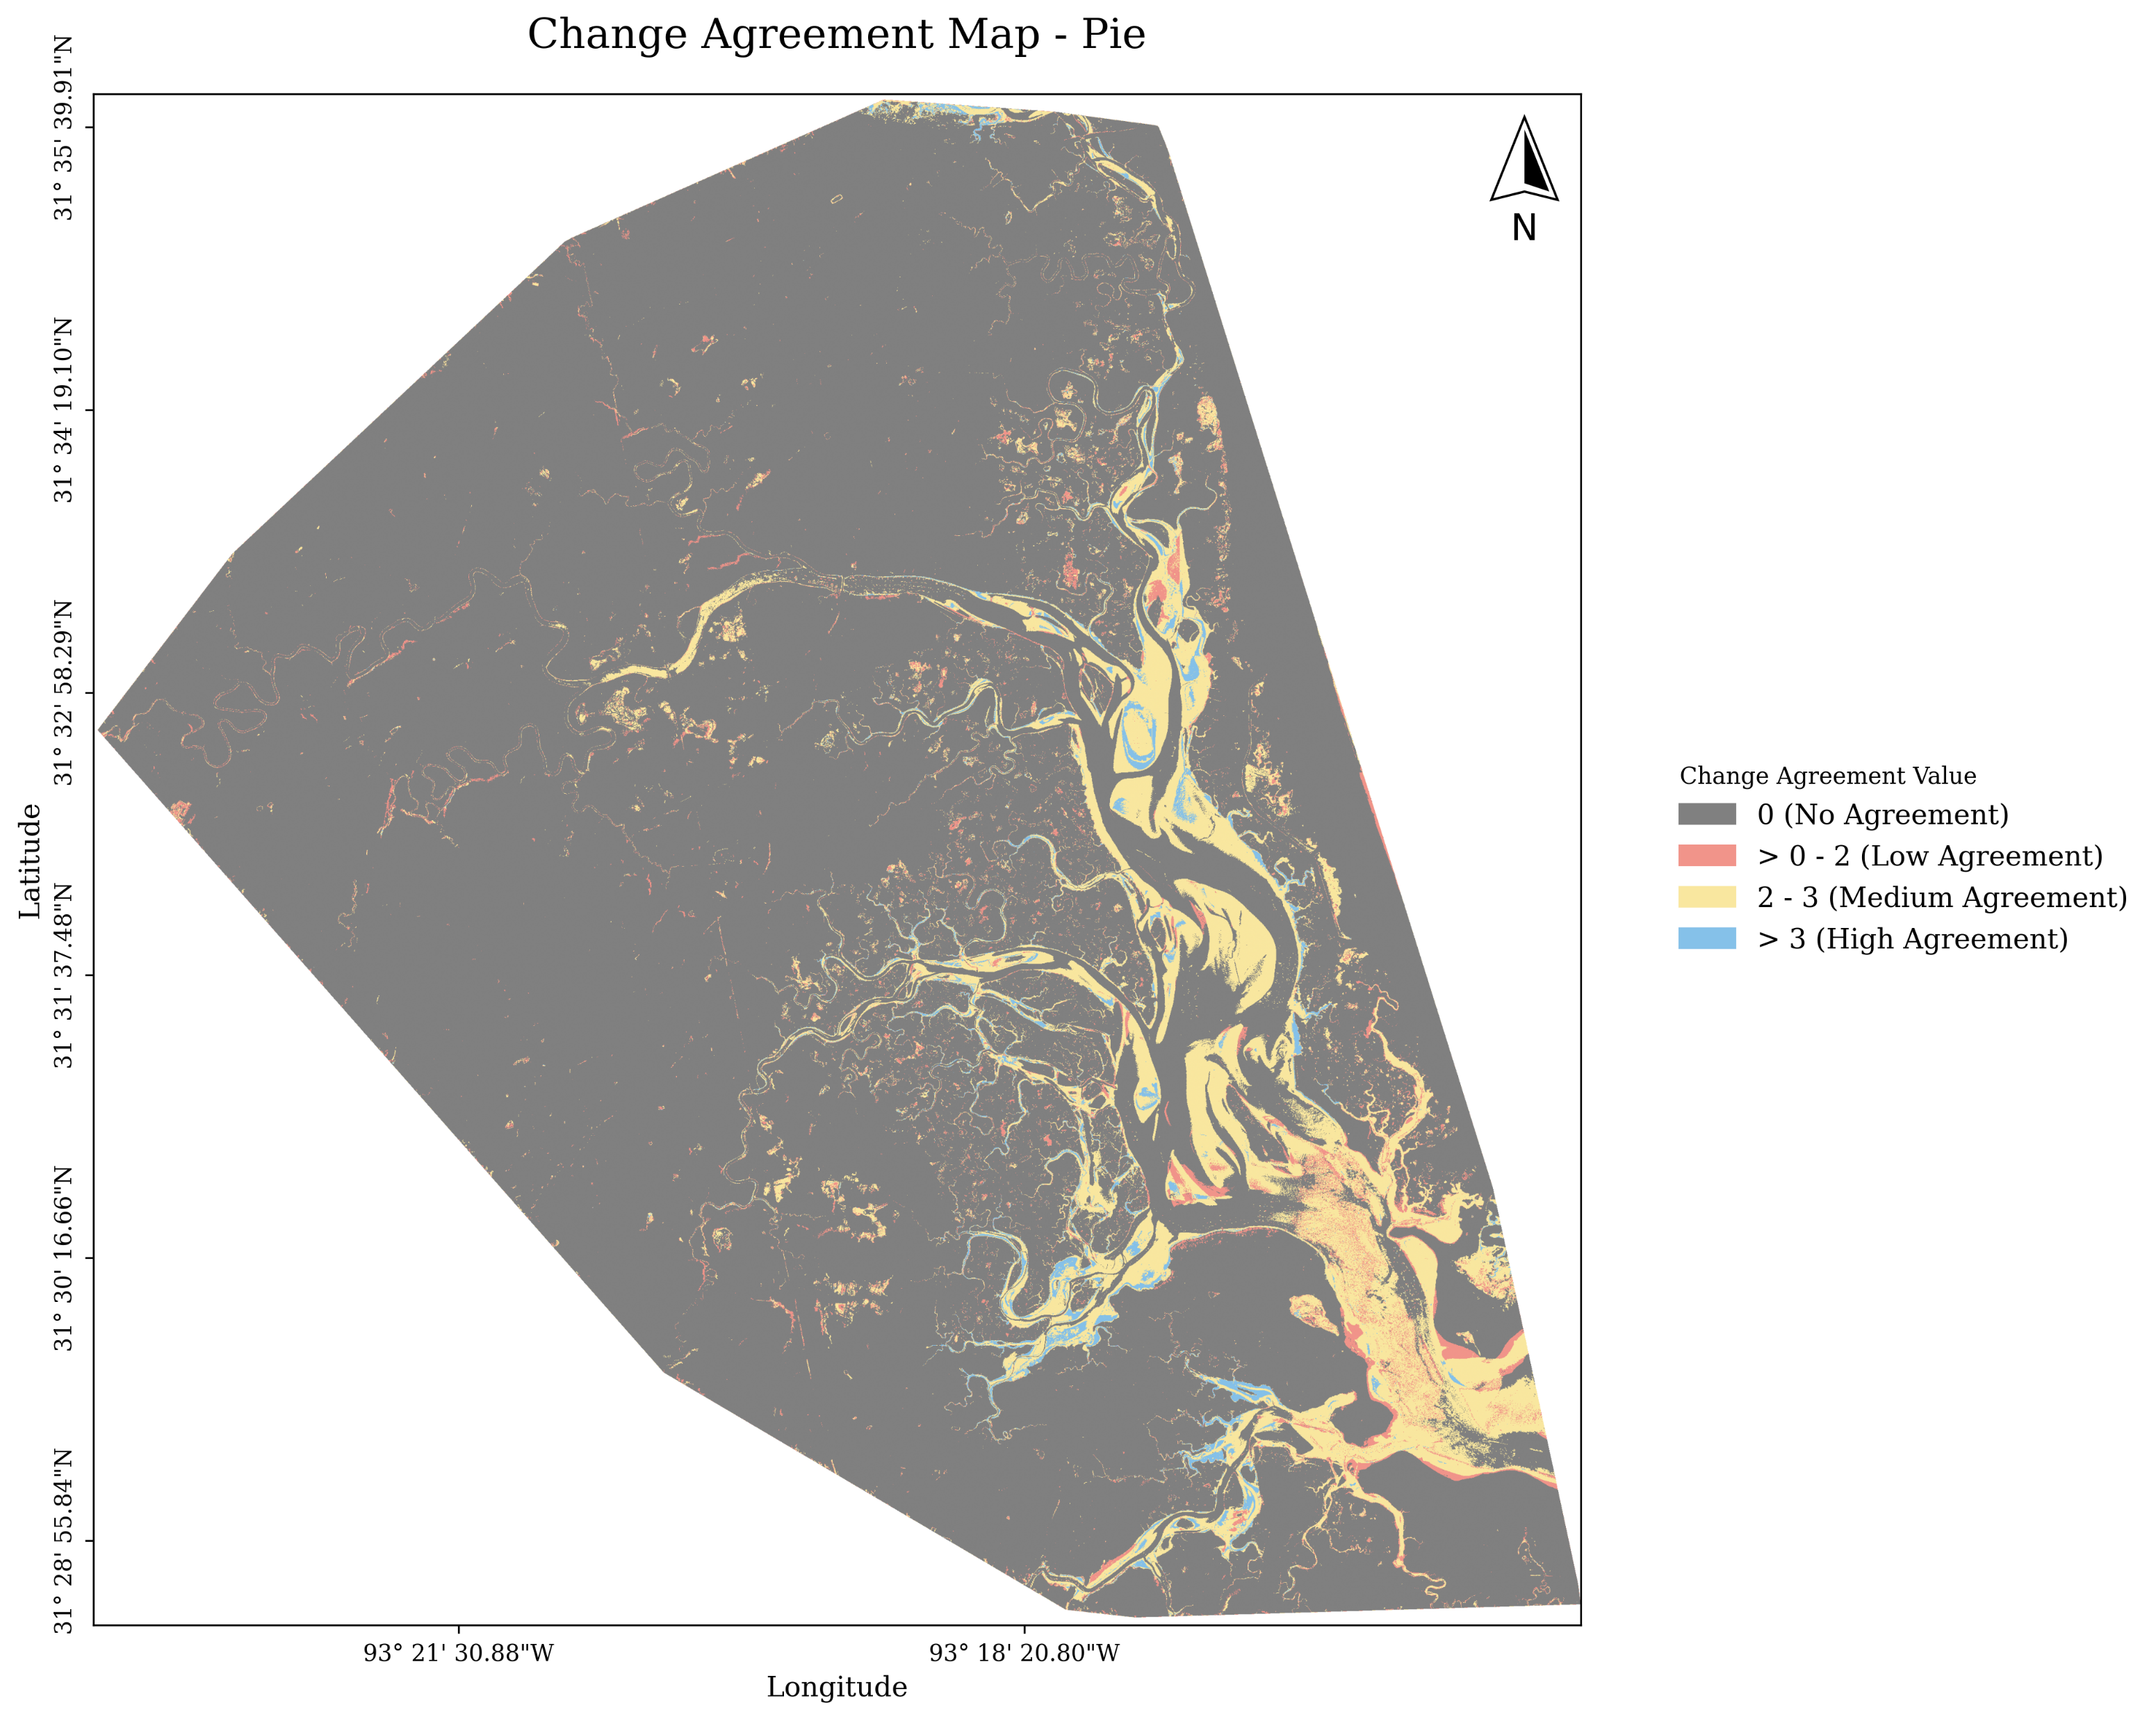 Change Agreement Map - Pie
N
Latitude
31° 35' 39.91"N
31° 34' 19.10"N
31° 32' 58.29"N
31° 31' 37.48"N
31° 30' 16.66"N
31° 28' 55.84"N
93° 21' 30.88"W
93° 18' 20.80"W
Longitude
Change Agreement Value
0 (No Agreement)
> 0 - 2 (Low Agreement)
2 - 3 (Medium Agreement)
> 3 (High Agreement)